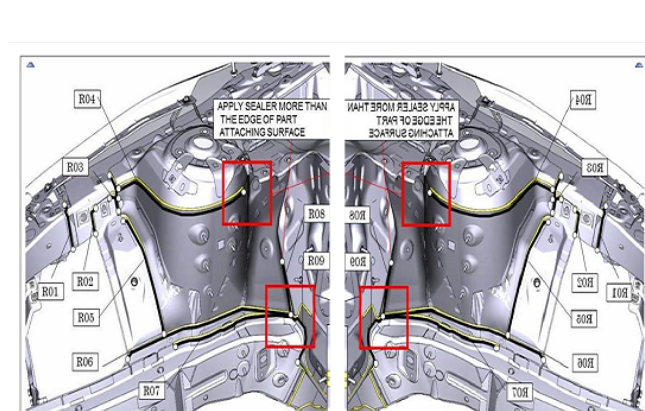 R04
APPLY SEALER MORE THAN
THE EDGE OF PART
ATTACHING SURFACE
R03
R08
R09
R01
R02
R05
R06
R07
APPLY SEALER MORE THAN
THE EDGE OF PART
ATTACHING SURFACE
R04
R03
R08
R09
R02
R01
R05
R06
R07